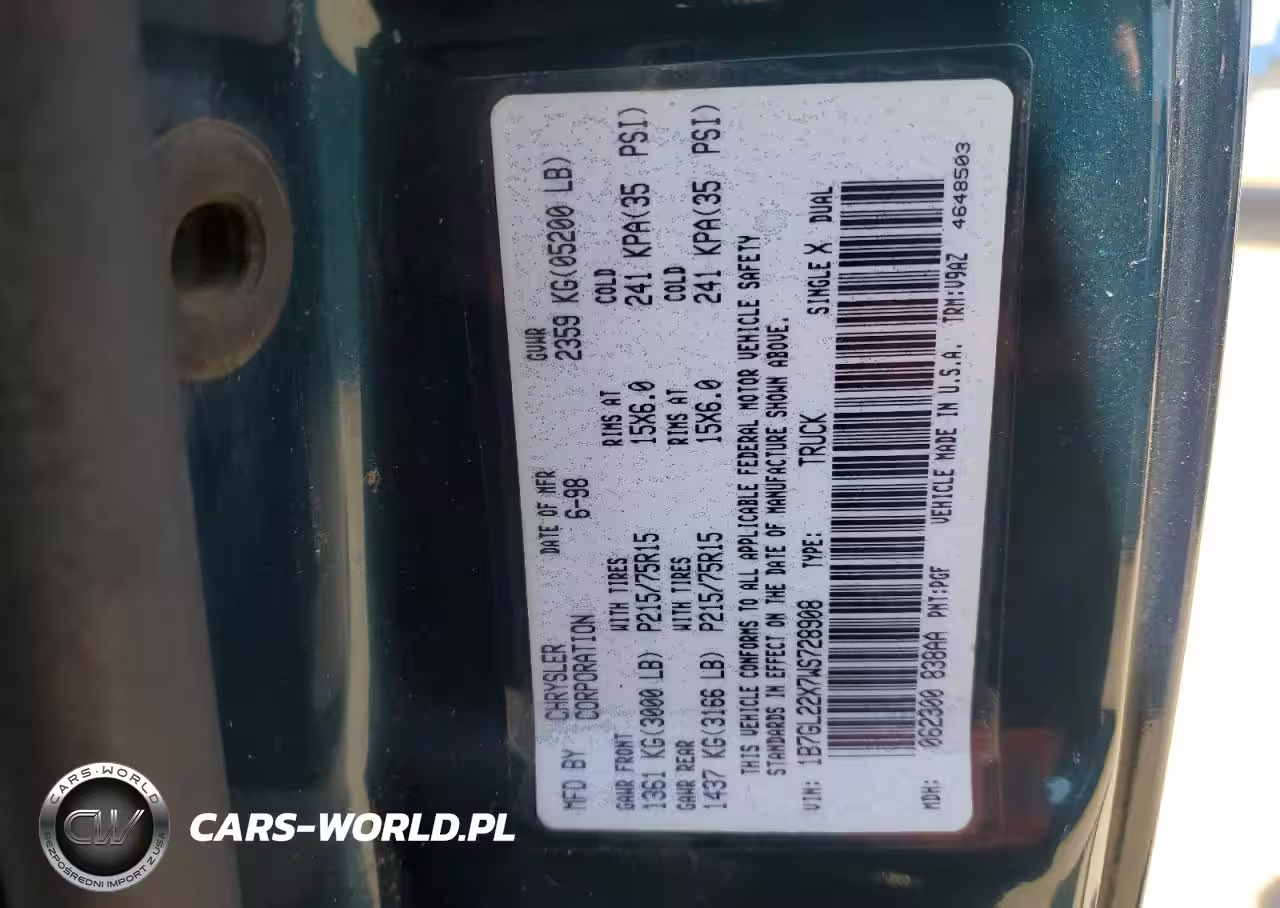 MFD BY CHRYSLER CORPORATION DATE OF MFR 6-98 GVWR 2359 KG(05200 LB)
GAWR FRONT WITH TIRES RIMS AT COLD
1361 KG(3000 LB) P215/75R15 15X6.0 241 KPA(35 PSI)
GAWR REAR WITH TIRES RIMS AT COLD
1437 KG(3166 LB) P215/75R15 15X6.0 241 KPA(35 PSI)
THIS VEHICLE CONFORMS TO ALL APPLICABLE FEDERAL MOTOR VEHICLE SAFETY
STANDARDS IN EFFECT ON THE DATE OF MANUFACTURE SHOWN ABOVE.
VIN: 1B7GL22X7WS728908 TYPE: TRUCK SINGLE X DUAL
MDH: 062300 838AA PNT:PGF VEHICLE MADE IN U.S.A. TRM:V9AZ 4648503
CARS-WORLD
CW
BEZPOŚREDNI IMPORT Z USA
CARS-WORLD.PL